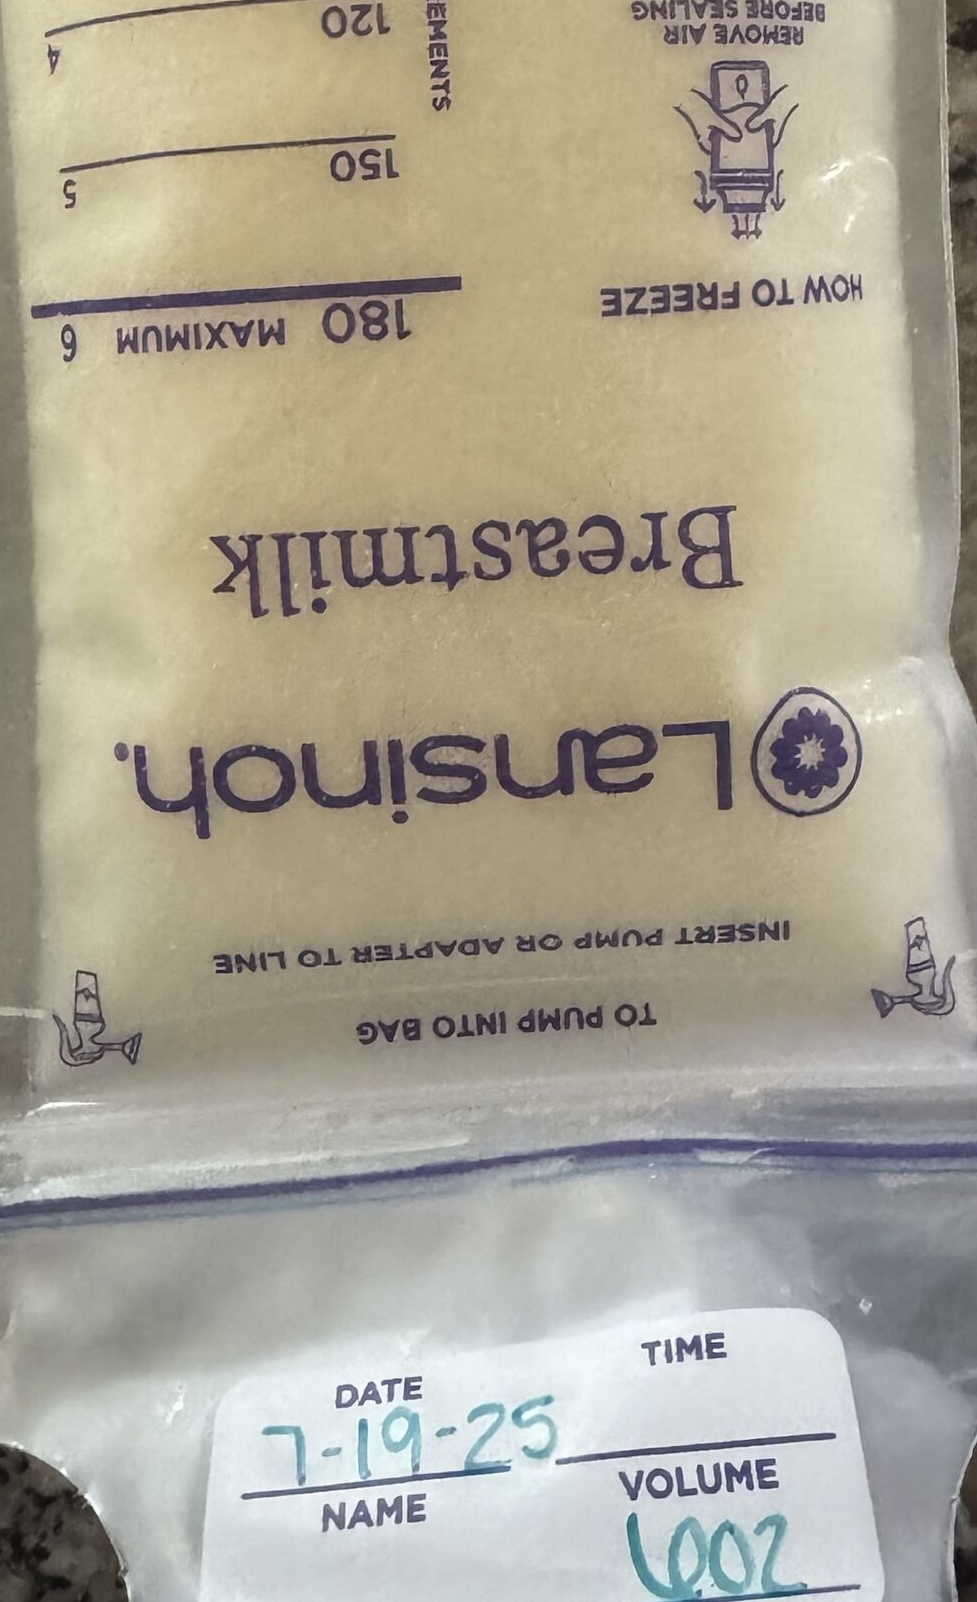 DATE
7-19-25
TIME
NAME
VOLUME
6oz
TO PUMP INTO BAG
INSERT PUMP OR ADAPTER TO LINE
Lansinoh.
Breastmilk
HOW TO FREEZE
180 MAXIMUM 6
150 5
120 4
REMOVE AIR
BEFORE SEALING